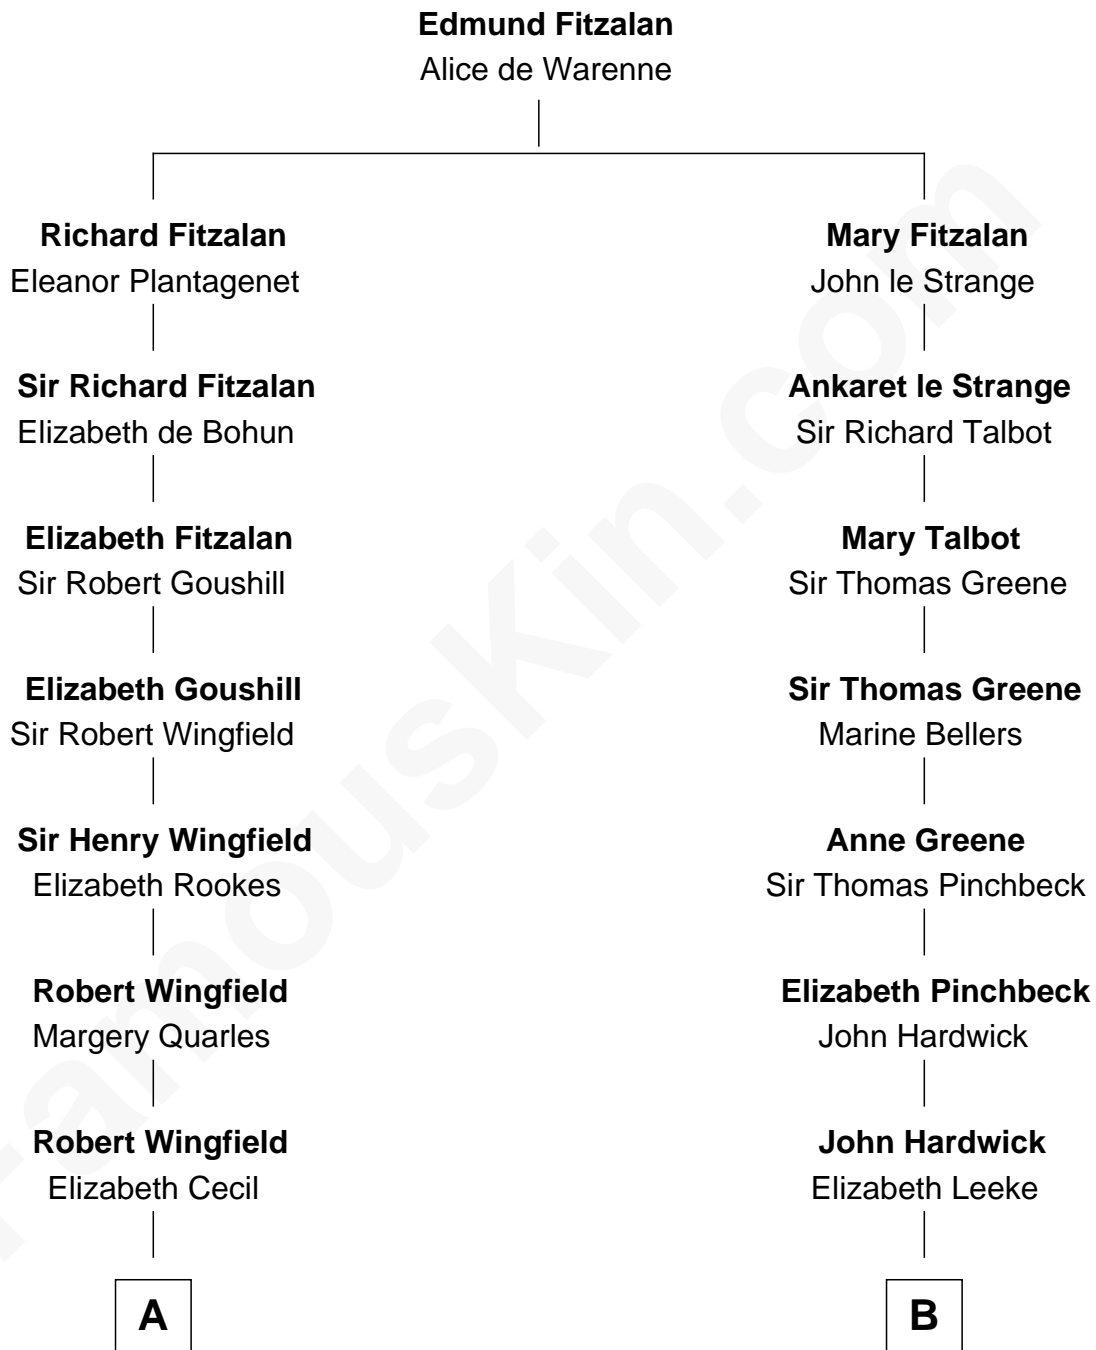 Edmund Fitzalan
Alice de Warenne
Richard Fitzalan
Eleanor Plantagenet
Mary Fitzalan
John le Strange
Sir Richard Fitzalan
Elizabeth de Bohun
Ankaret le Strange
Sir Richard Talbot
Elizabeth Fitzalan
Sir Robert Goushill
Mary Talbot
Sir Thomas Greene
Elizabeth Goushill
Sir Robert Wingfield
Sir Thomas Greene
Marine Bellers
Sir Henry Wingfield
Elizabeth Rookes
Anne Greene
Sir Thomas Pinchbeck
Robert Wingfield
Margery Quarles
Elizabeth Pinchbeck
John Hardwick
Robert Wingfield
Elizabeth Cecil
John Hardwick
Elizabeth Leeke
A
B
FamousKin.com